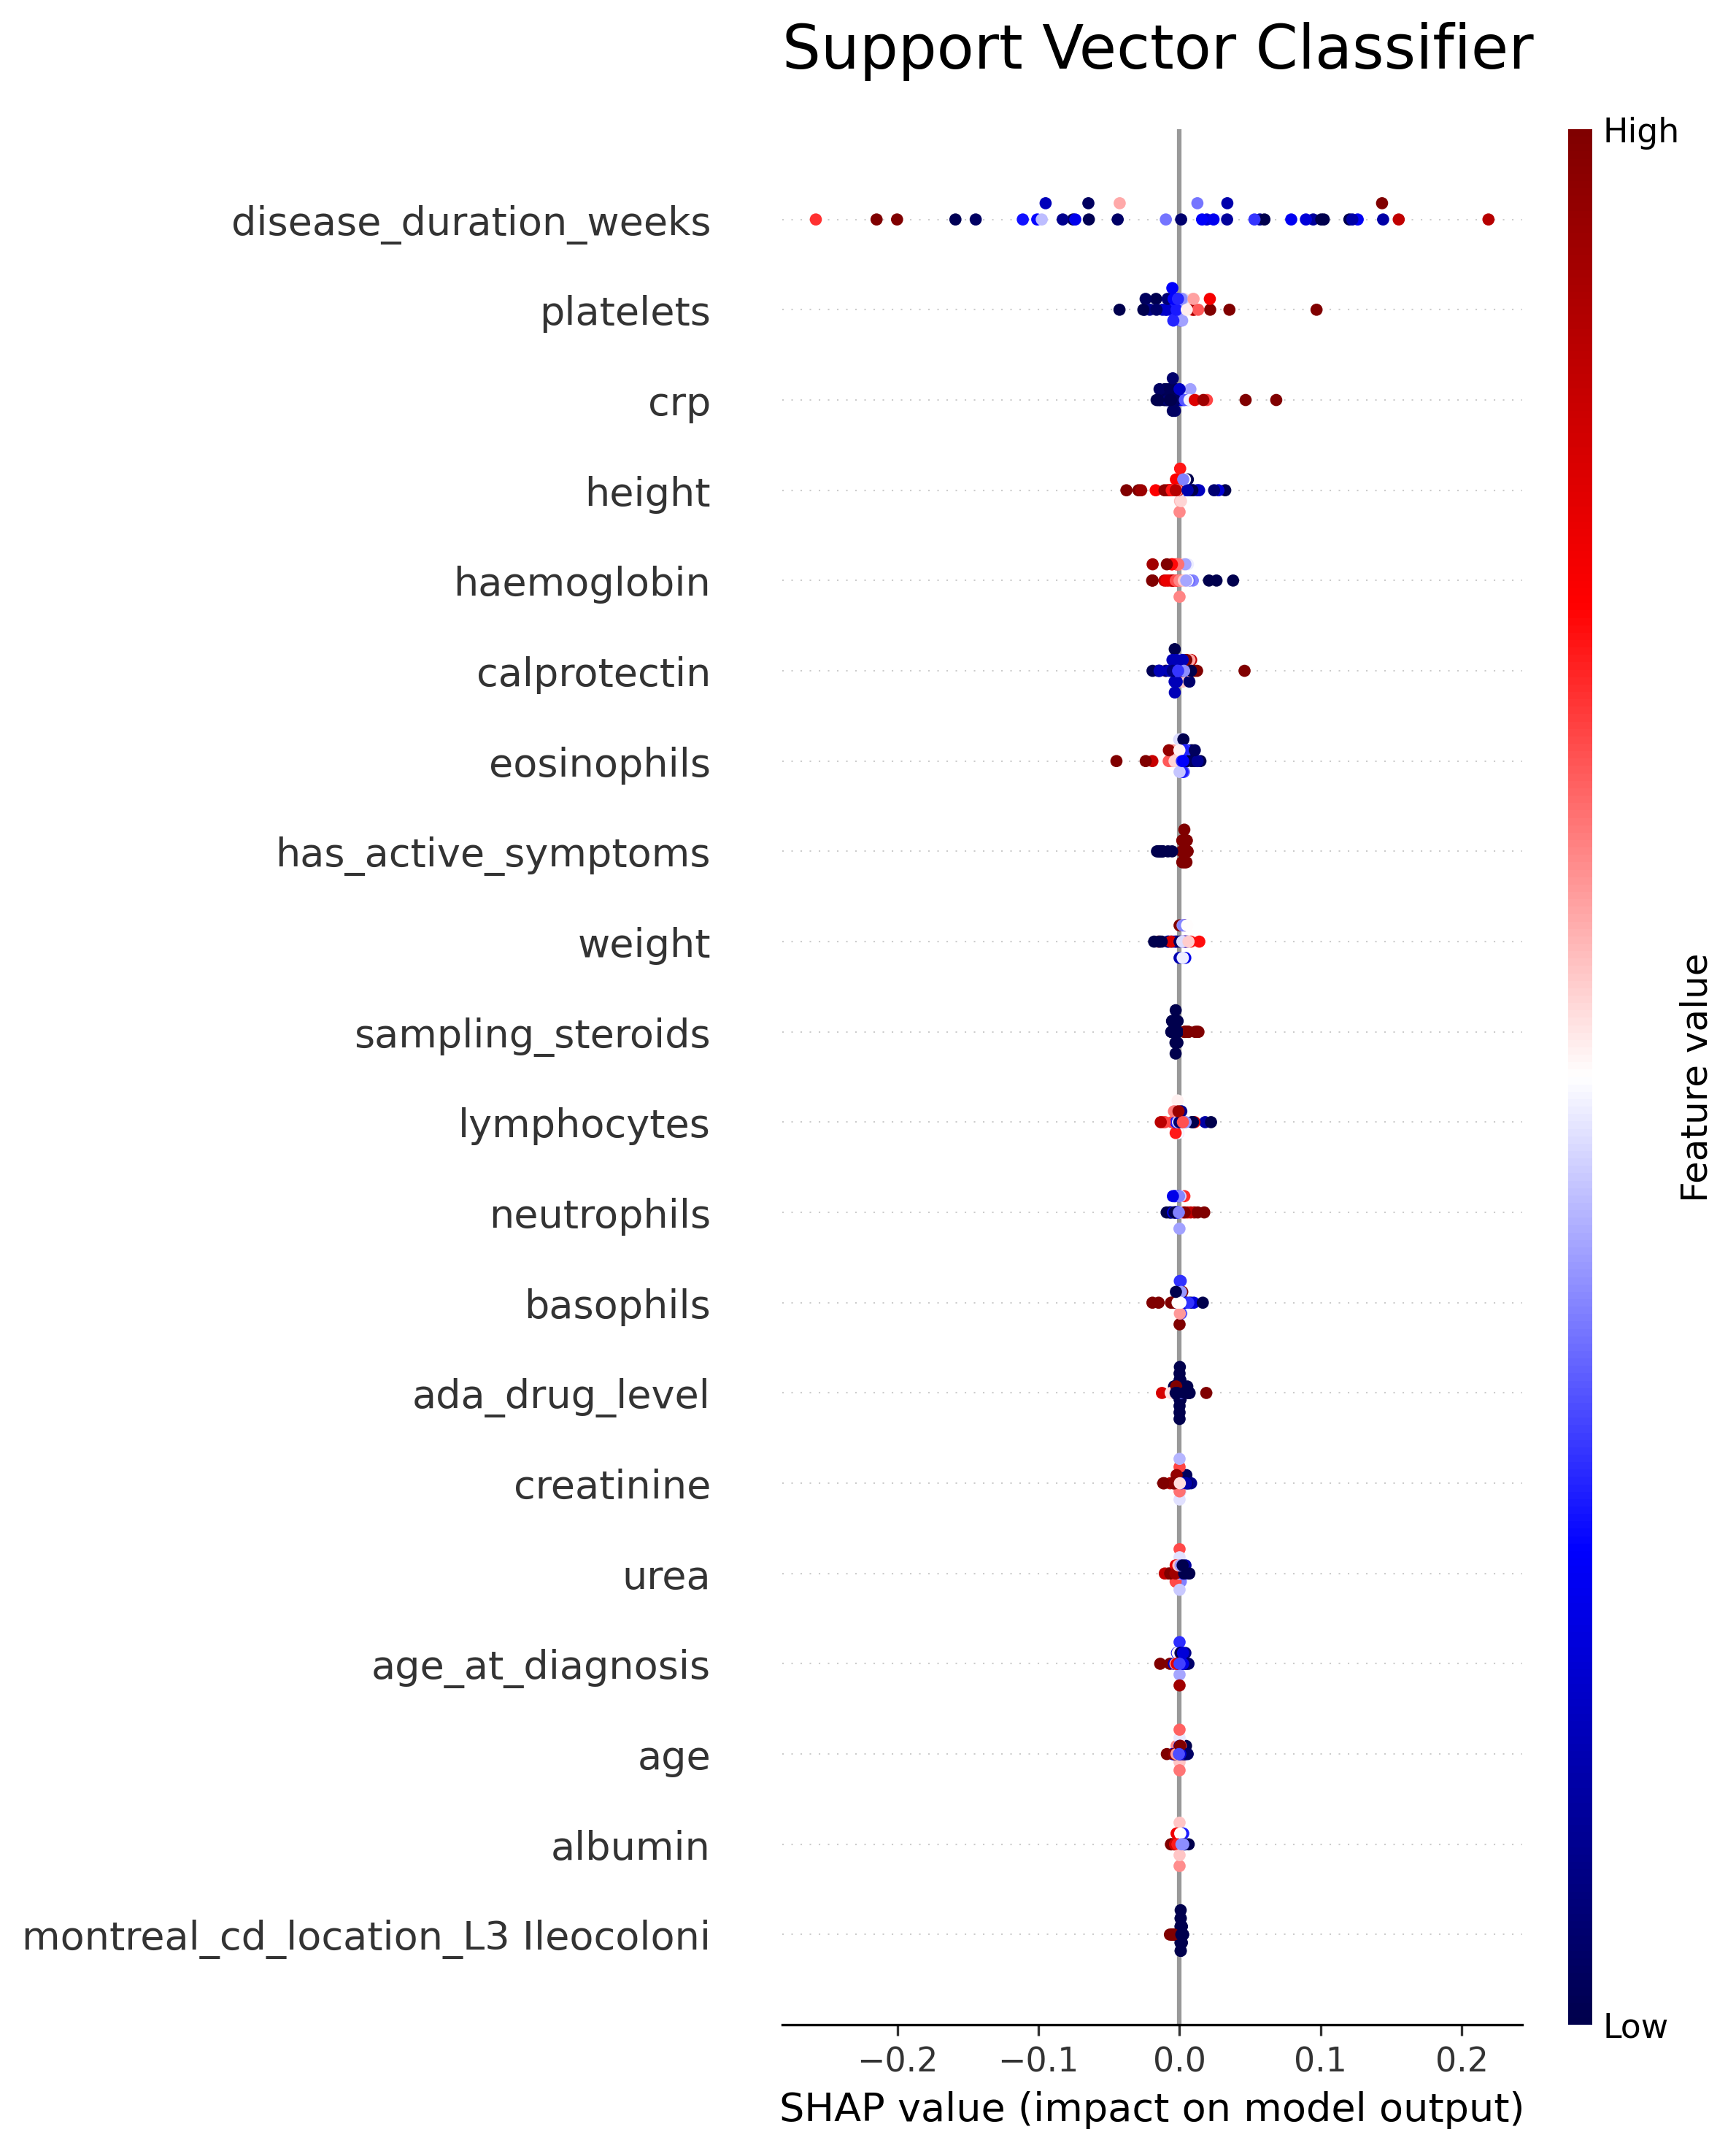 Support Vector Classifier
High
disease_duration_weeks
platelets
crp
height
haemoglobin
calprotectin
eosinophils
has_active_symptoms
weight
sampling_steroids
lymphocytes
neutrophils
basophils
ada_drug_level
creatinine
urea
age_at_diagnosis
age
albumin
montreal_cd_location_L3 Ileocoloni
Feature value
Low
−0.2 −0.1 0.0 0.1 0.2
SHAP value (impact on model output)